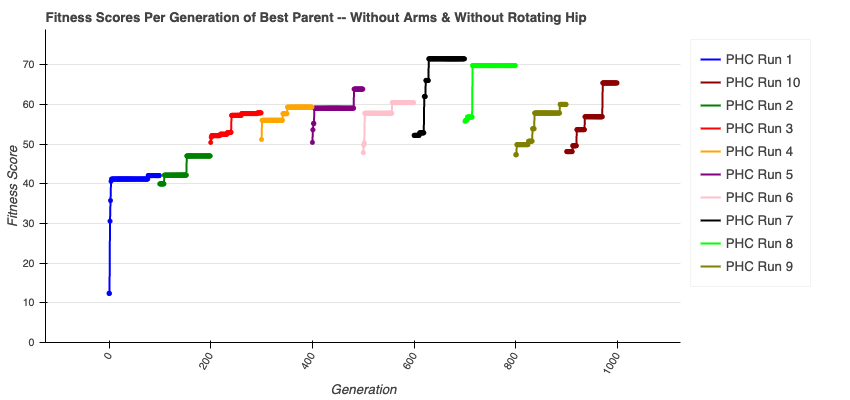 Fitness Scores Per Generation of Best Parent -- Without Arms & Without Rotating Hip
Fitness Score
70
60
50
40
30
20
10
0
0
200
400
600
800
1000
Generation
PHC Run 1
PHC Run 10
PHC Run 2
PHC Run 3
PHC Run 4
PHC Run 5
PHC Run 6
PHC Run 7
PHC Run 8
PHC Run 9